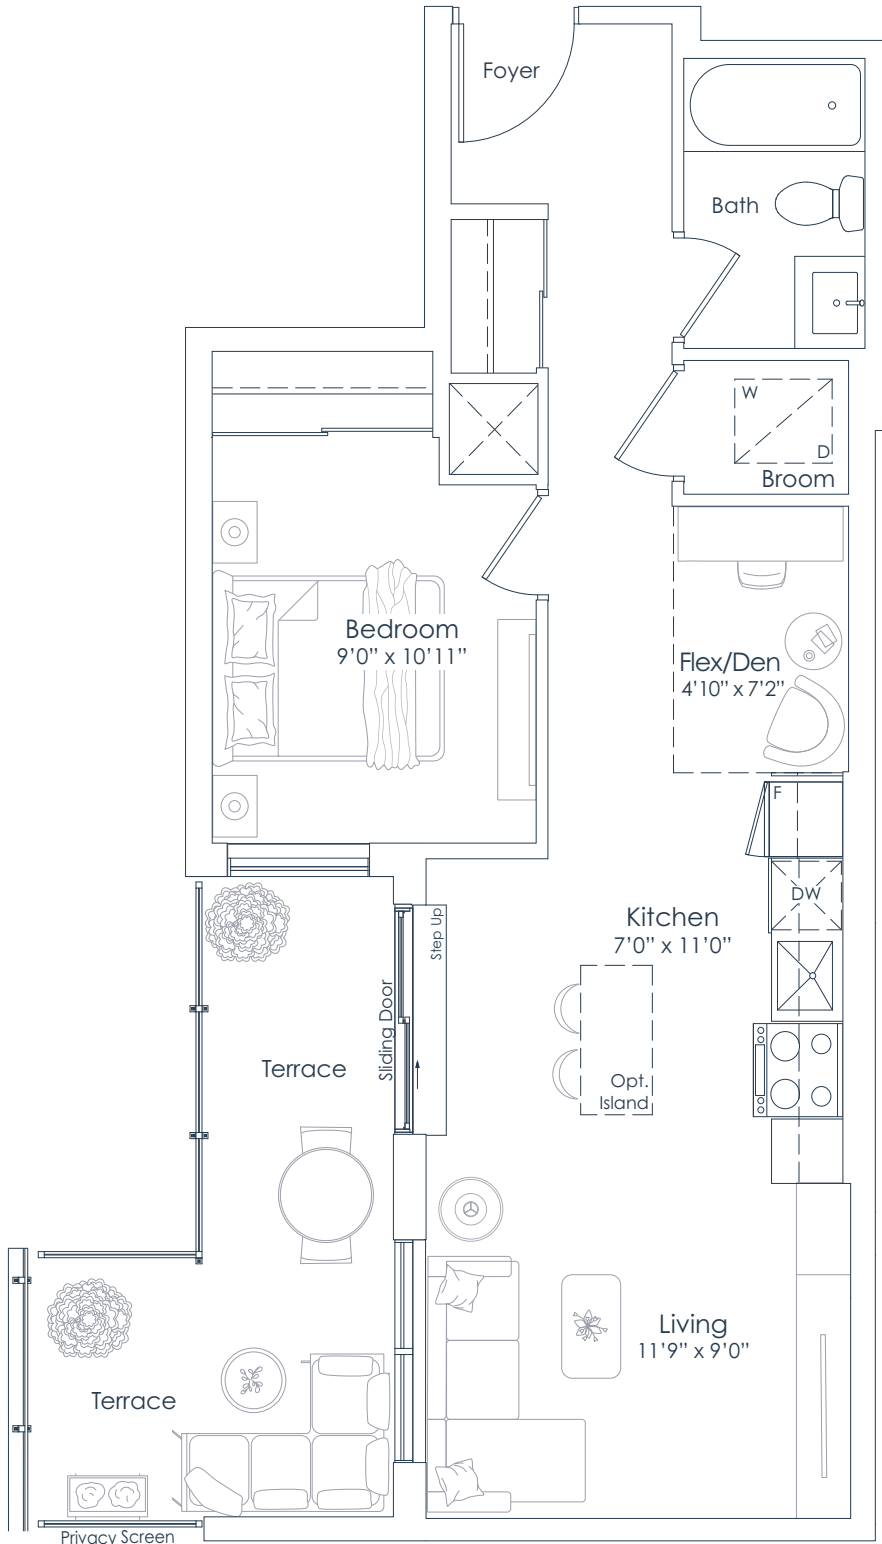 Foyer
Bath
W
D
Broom
Bedroom
9’0” x 10’11”
Flex/Den
4’10” x 7’2”
F
DW
Kitchen
7’0” x 11’0”
Step Up
Sliding Door
Terrace
Opt.
Island
Living
11’9” x 9’0”
Terrace
Privacy Screen